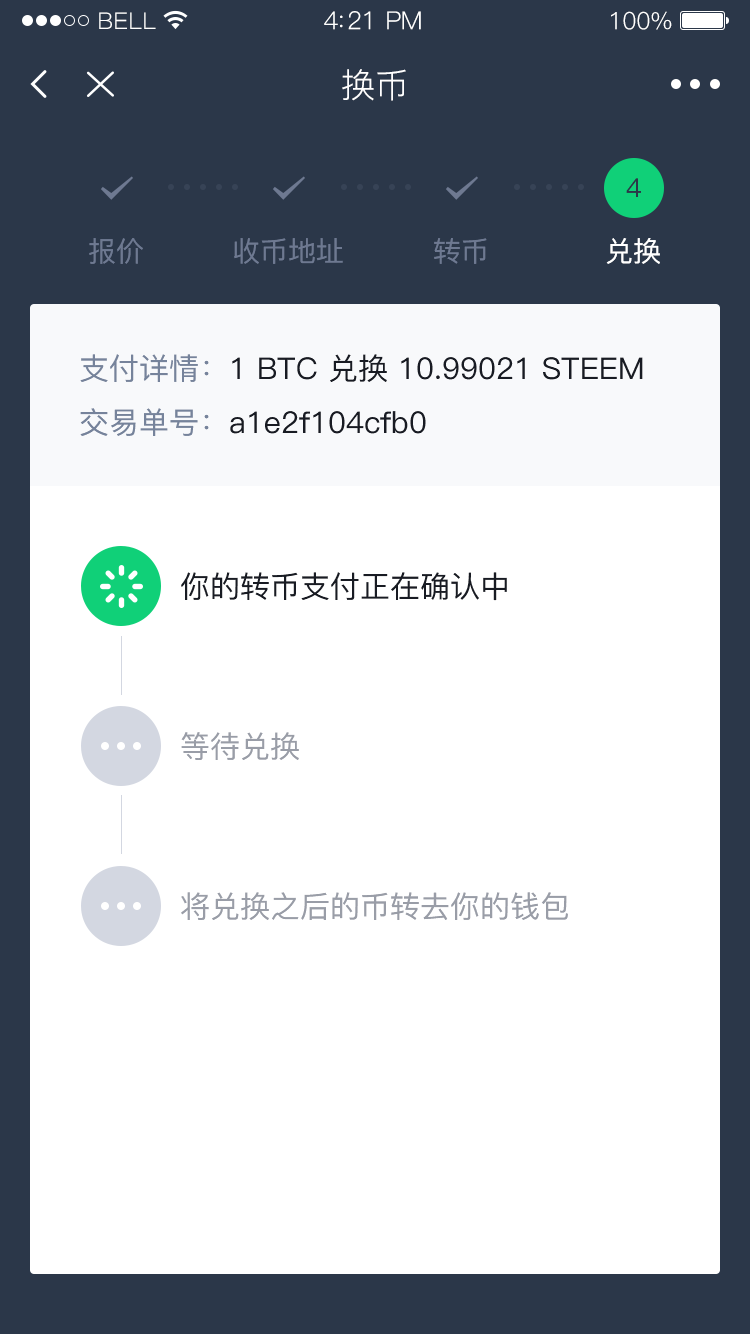 BELL 4:21 PM 100%
换币
4
报价 收币地址 转币 兑换
支付详情：1 BTC 兑换 10.99021 STEEM
交易单号：a1e2f104cfb0
你的转币支付正在确认中
等待兑换
将兑换之后的币转去你的钱包